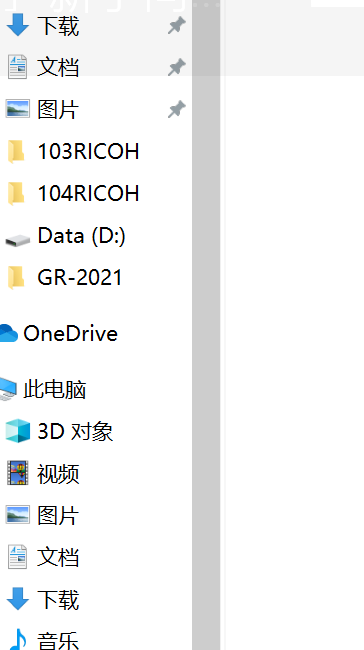 下载
文档
图片
103RICOH
104RICOH
Data (D:)
GR-2021
OneDrive
此电脑
3D 对象
视频
图片
文档
下载
音乐